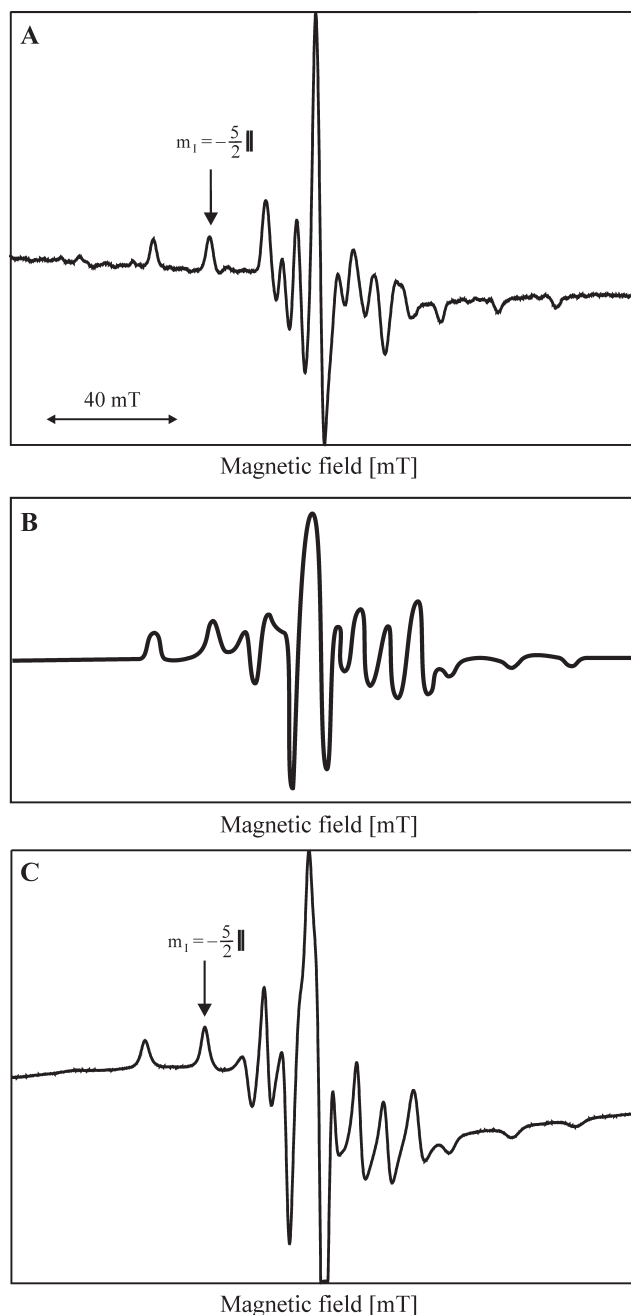 A
m_I = −5/2 ∥
40 mT
Magnetic field [mT]
B
Magnetic field [mT]
C
m_I = −5/2 ∥
Magnetic field [mT]